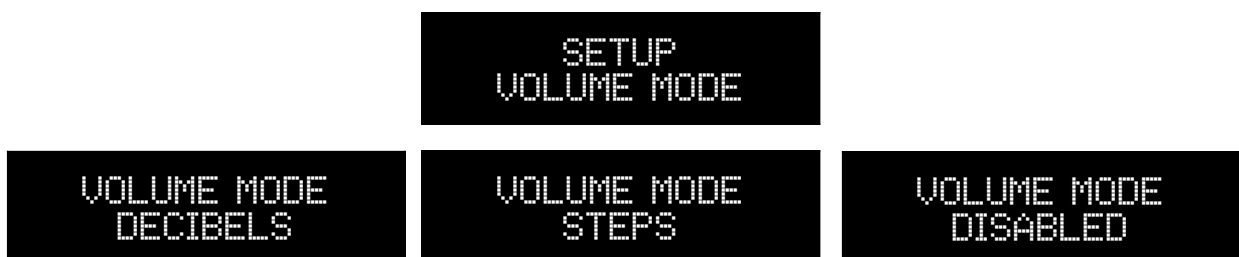 SETUP
VOLUME MODE
VOLUME MODE
DECIBELS
VOLUME MODE
STEPS
VOLUME MODE
DISABLED